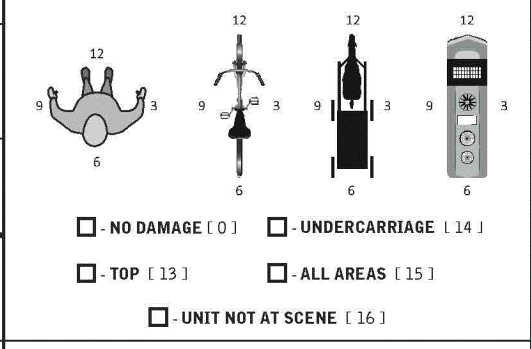 12 12 12
12
9 3 9 3 9 3 9 3
6
6 6 6
- NO DAMAGE [ 0 ] - UNDERCARRIAGE [ 14 ]
- TOP [ 13 ] - ALL AREAS [ 15 ]
- UNIT NOT AT SCENE [ 16 ]